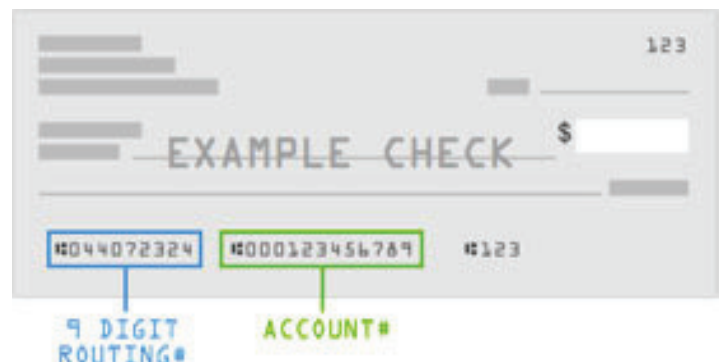 123
$
EXAMPLE CHECK
⑆044072324 ⑆000123456789 ⑆123
9 DIGIT ACCOUNT#
ROUTING#